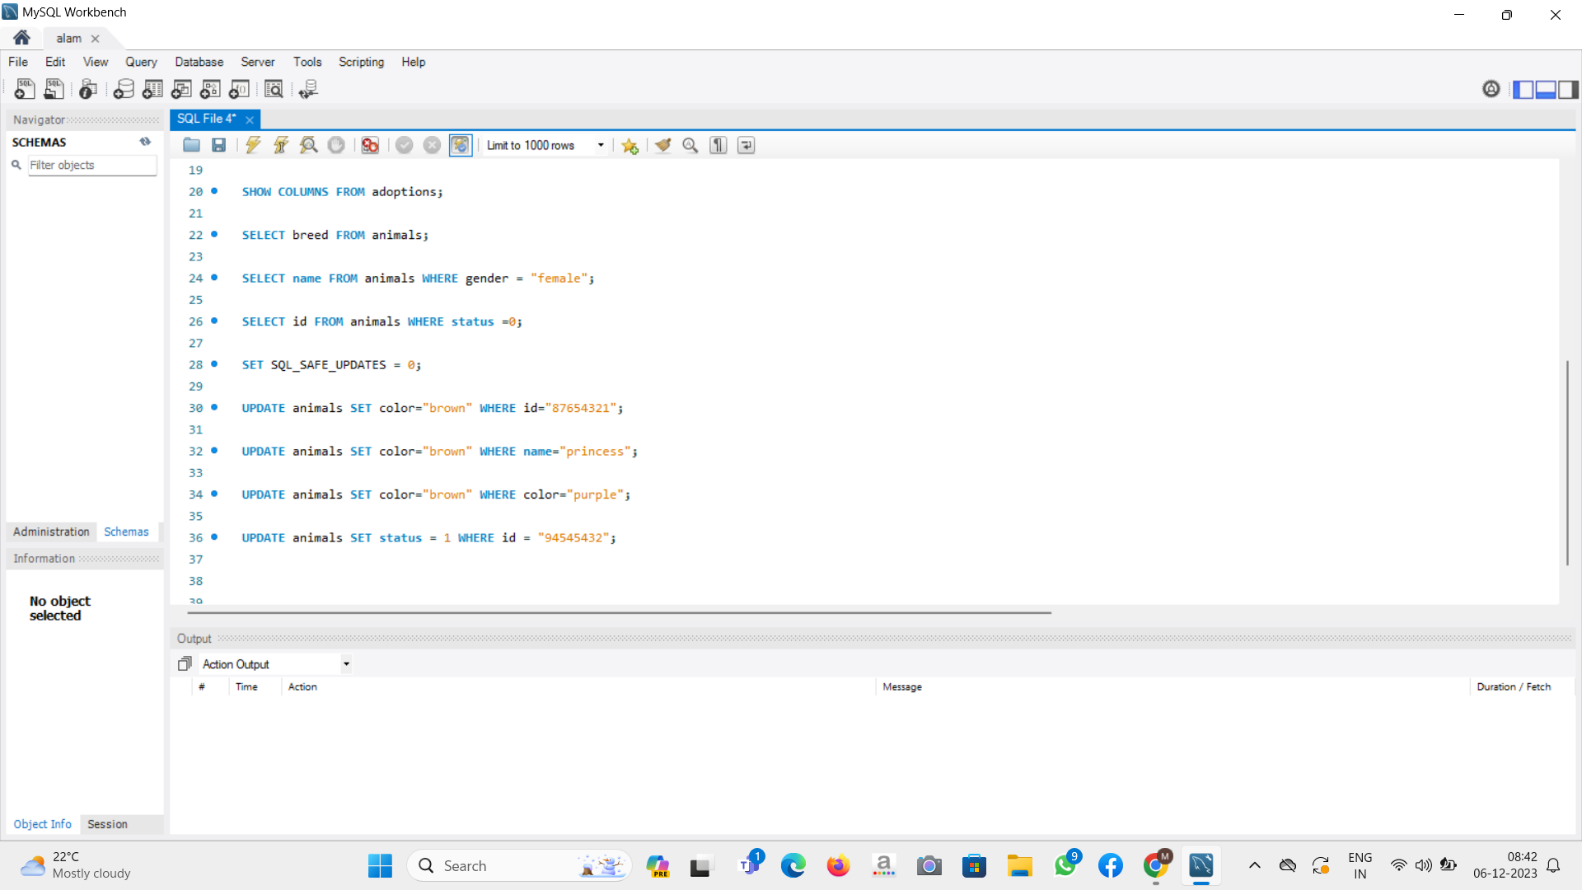 MySQL Workbench
alam
File Edit View Query Database Server Tools Scripting Help
Navigator
SCHEMAS
Filter objects
Administration Schemas
Information
No object
selected
Object Info Session
SQL File 4*
Limit to 1000 rows
19
20 SHOW COLUMNS FROM adoptions;
21
22 SELECT breed FROM animals;
23
24 SELECT name FROM animals WHERE gender = "female";
25
26 SELECT id FROM animals WHERE status =0;
27
28 SET SQL_SAFE_UPDATES = 0;
29
30 UPDATE animals SET color="brown" WHERE id="87654321";
31
32 UPDATE animals SET color="brown" WHERE name="princess";
33
34 UPDATE animals SET color="brown" WHERE color="purple";
35
36 UPDATE animals SET status = 1 WHERE id = "94545432";
37
38
39
Output
Action Output
# Time Action Message Duration / Fetch
22°C
Mostly cloudy
Search
PRE
1
9
M
ENG
IN
08:42
06-12-2023